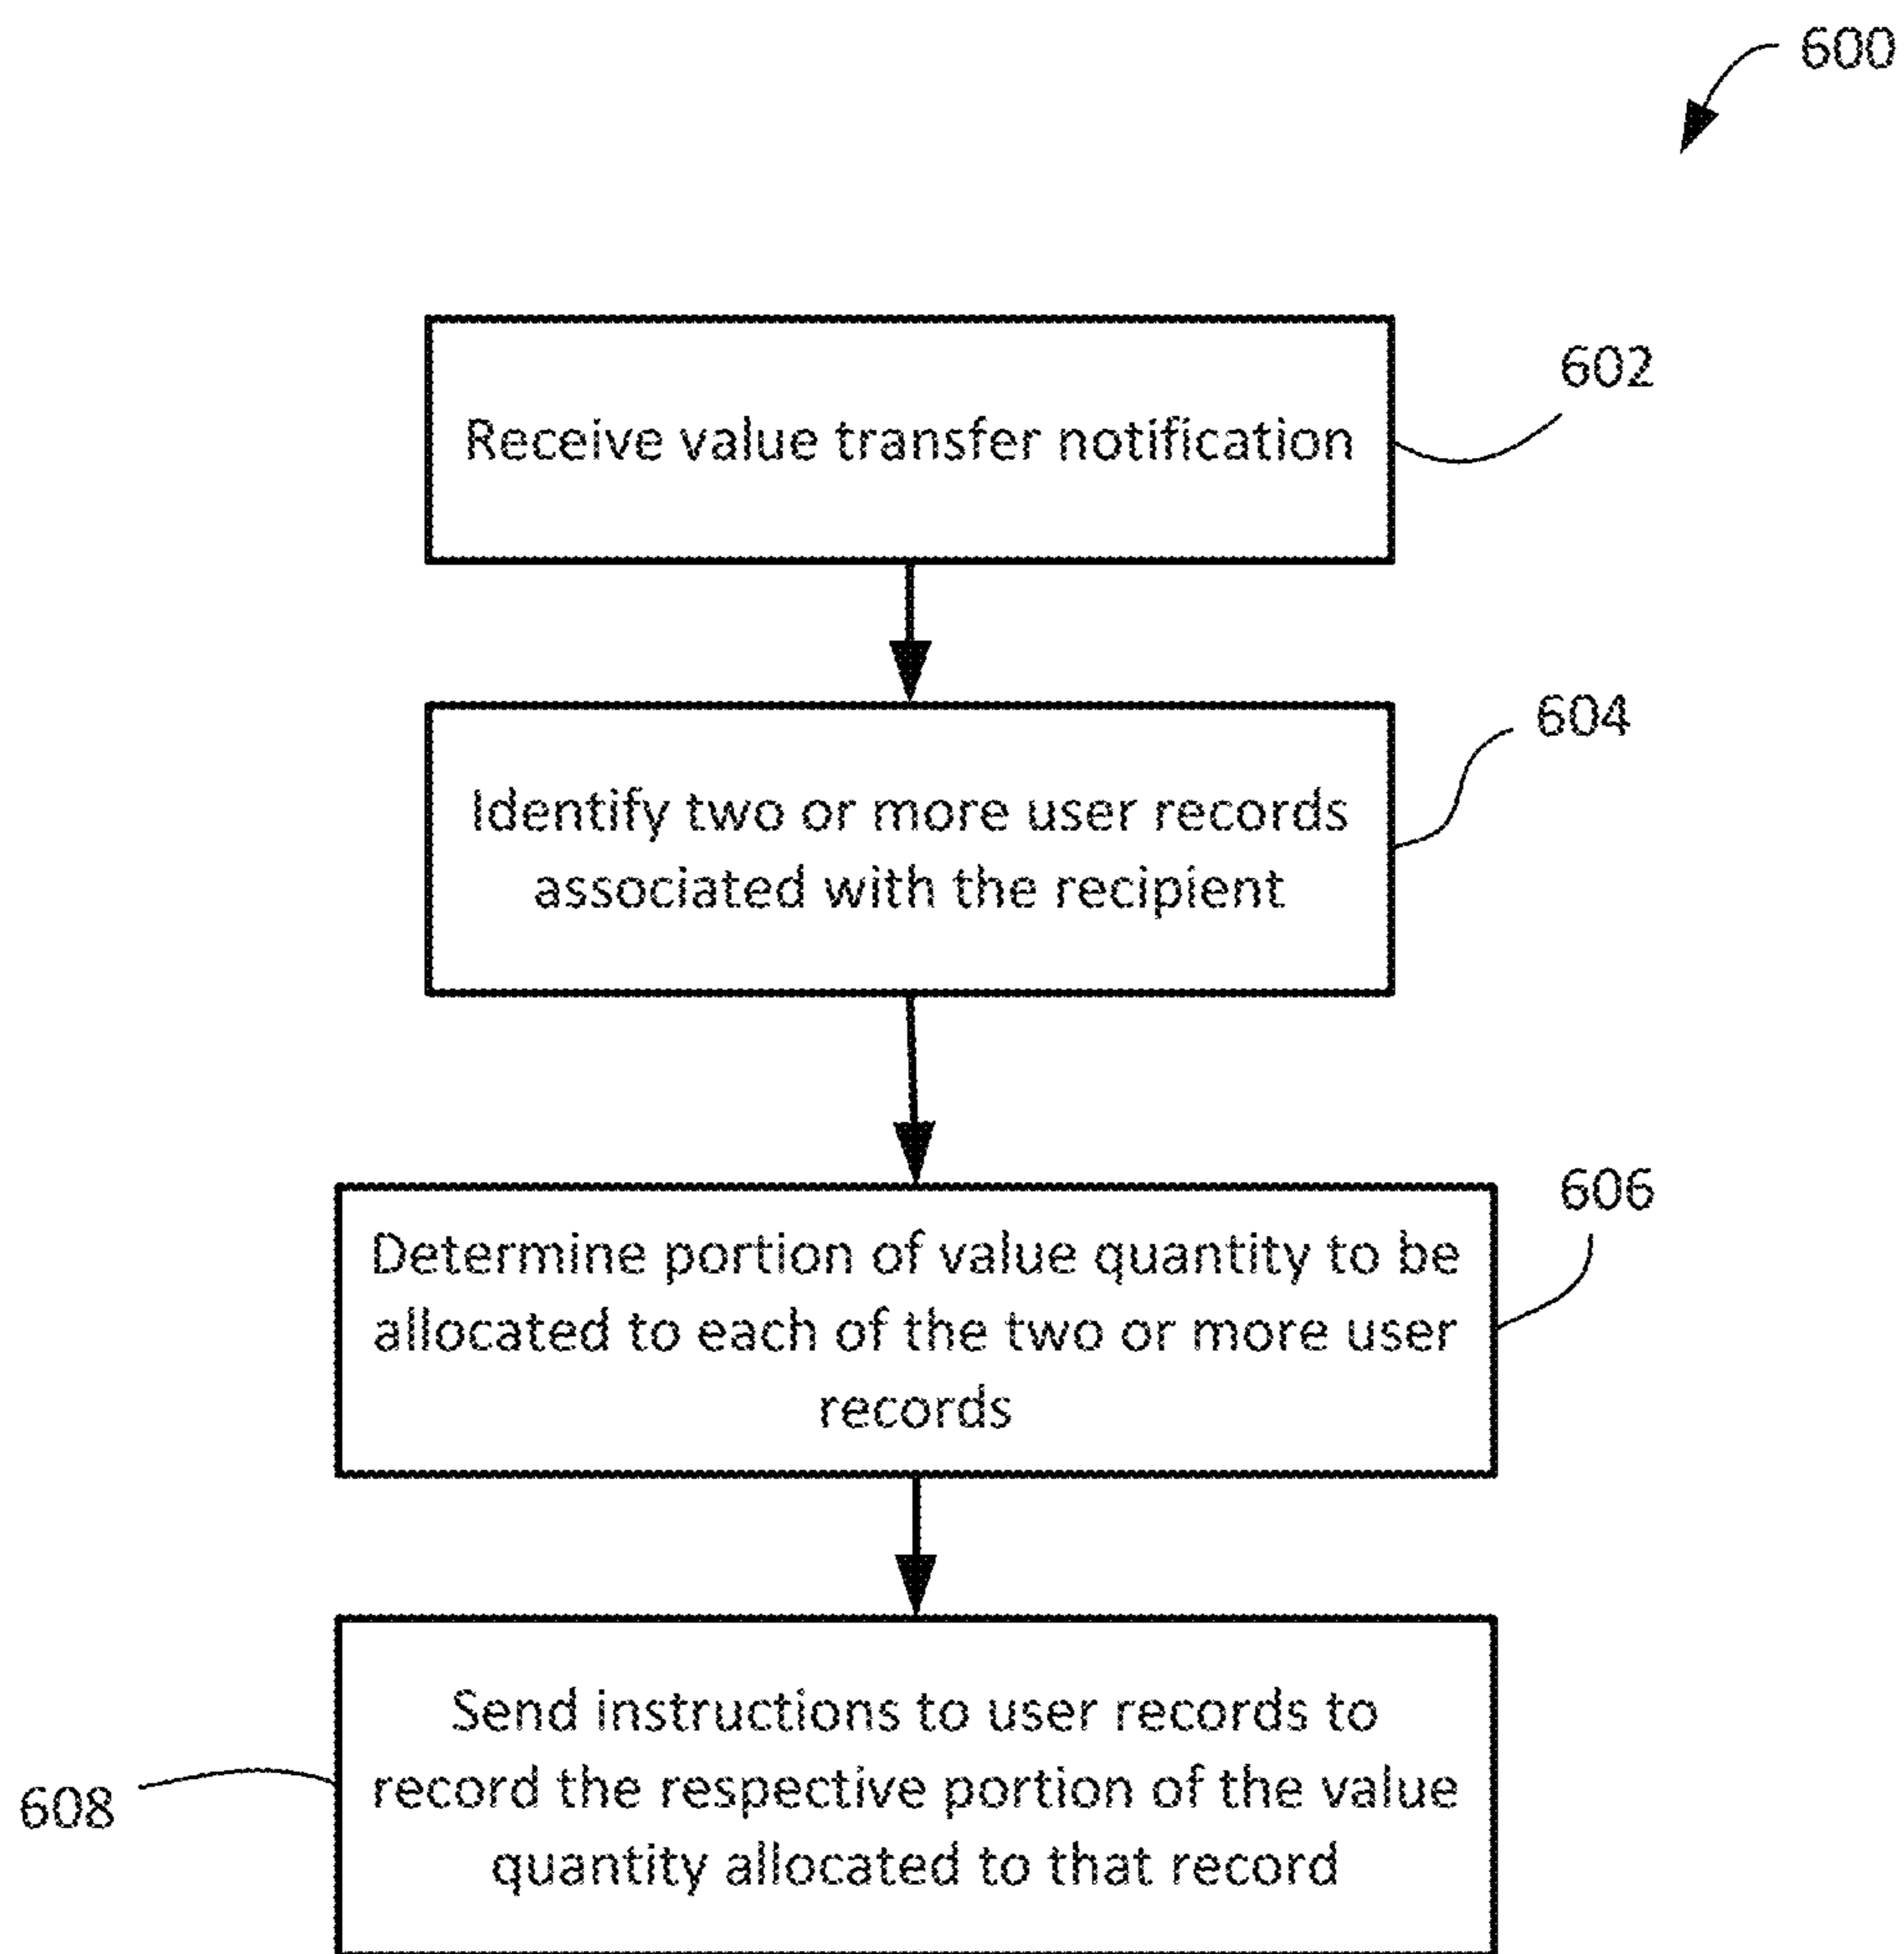 600
Receive value transfer notification
602
Identify two or more user records
associated with the recipient
604
Determine portion of value quantity to be
allocated to each of the two or more user
records
606
Send instructions to user records to
record the respective portion of the value
quantity allocated to that record
608